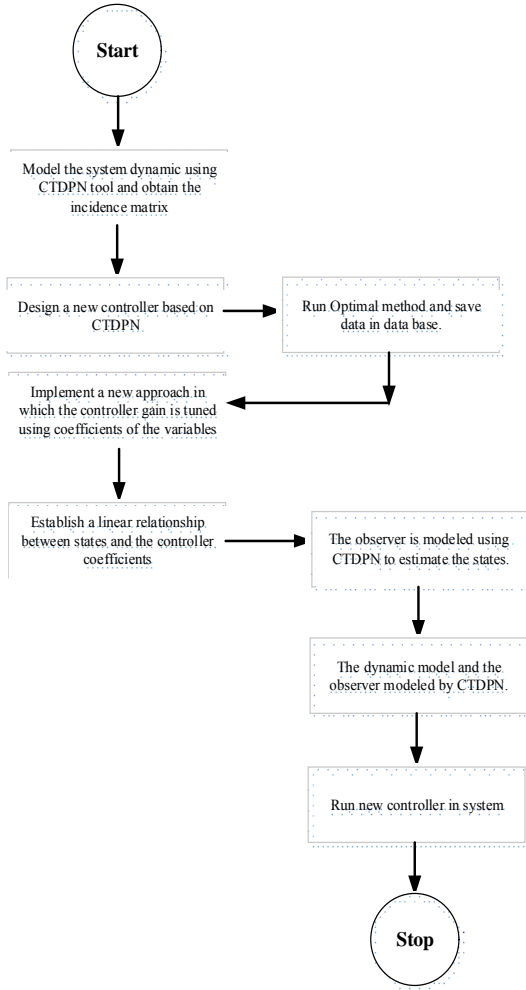 Start
Model the system dynamic using
CTDPN tool and obtain the
incidence matrix
Design a new controller based on
CTDPN
Run Optimal method and save
data in data base.
Implement a new approach in
which the controller gain is tuned
using coefficients of the variables
Establish a linear relationship
between states and the controller
coefficients
The observer is modeled using
CTDPN to estimate the states.
The dynamic model and the
observer modeled by CTDPN.
Run new controller in system
Stop